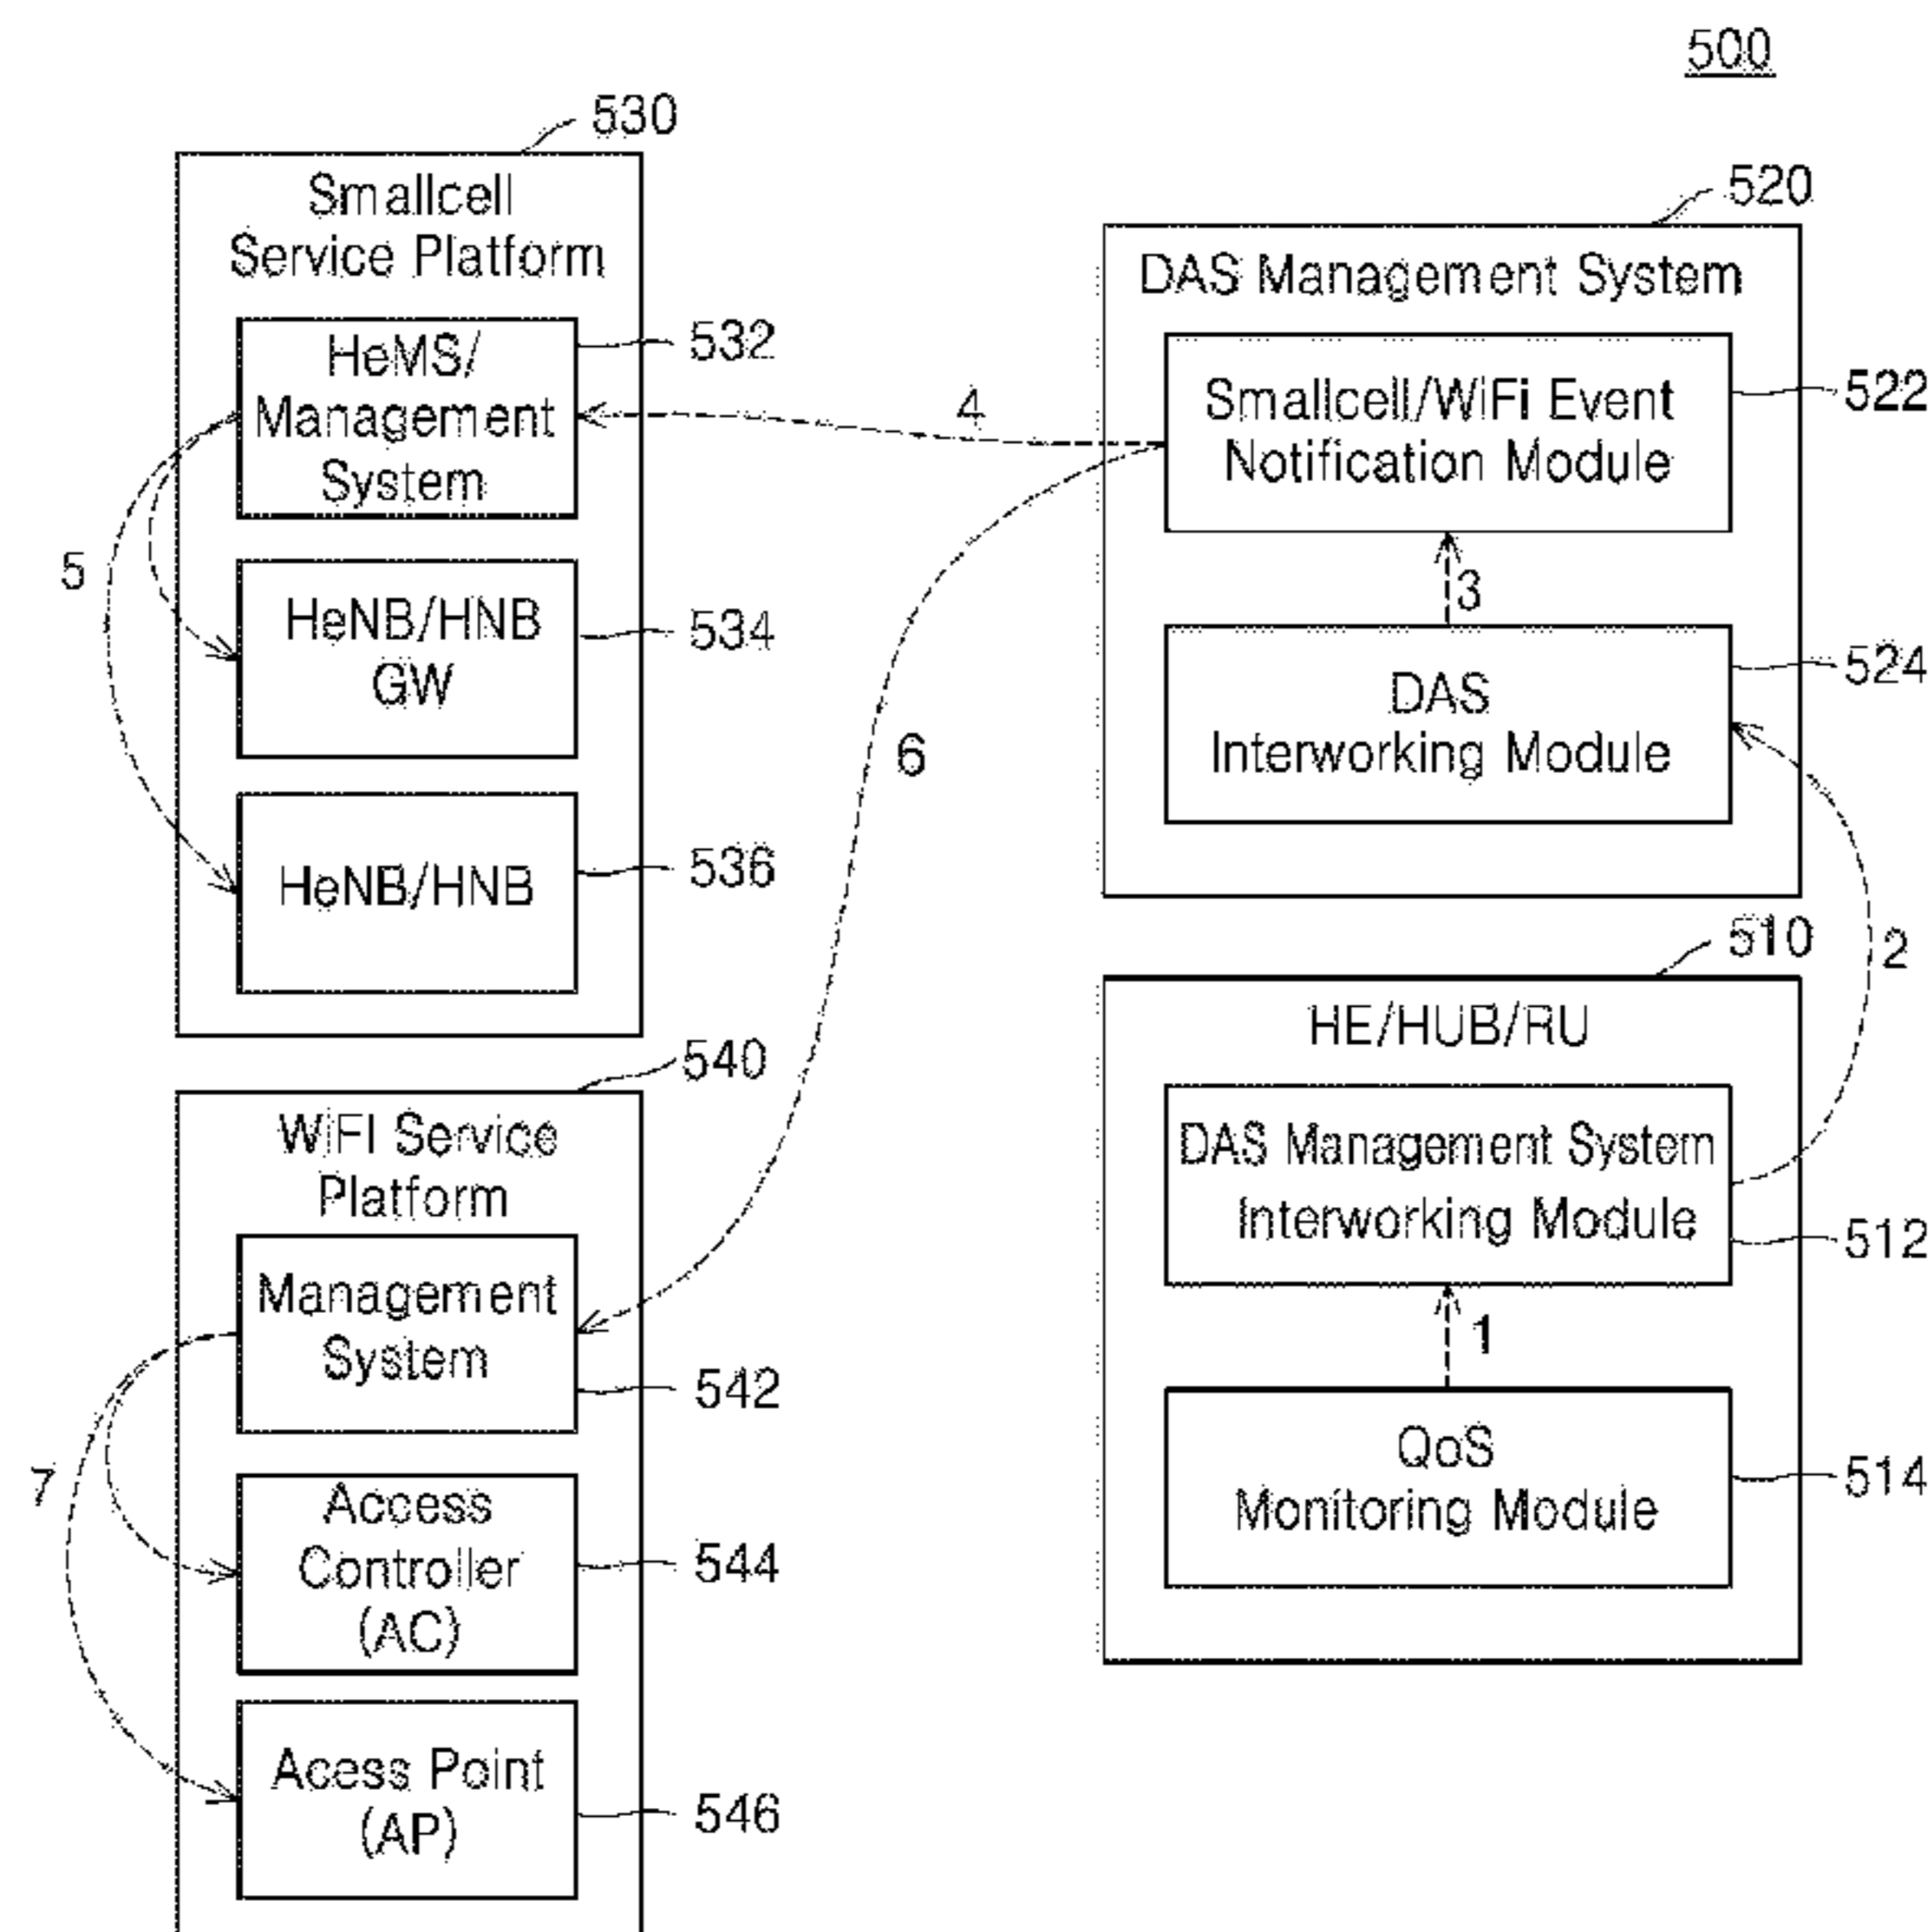 500
530
Smallcell
Service Platform
HeMS/
Management
System
532
HeNB/HNB
GW
534
HeNB/HNB
536
5
4
6
520
DAS Management System
Smallcell/WiFi Event
Notification Module
522
3
DAS
Interworking Module
524
2
510
HE/HUB/RU
DAS Management System
Interworking Module
512
1
QoS
Monitoring Module
514
540
WiFI Service
Platform
Management
System
542
7
Access
Controller
(AC)
544
Acess Point
(AP)
546